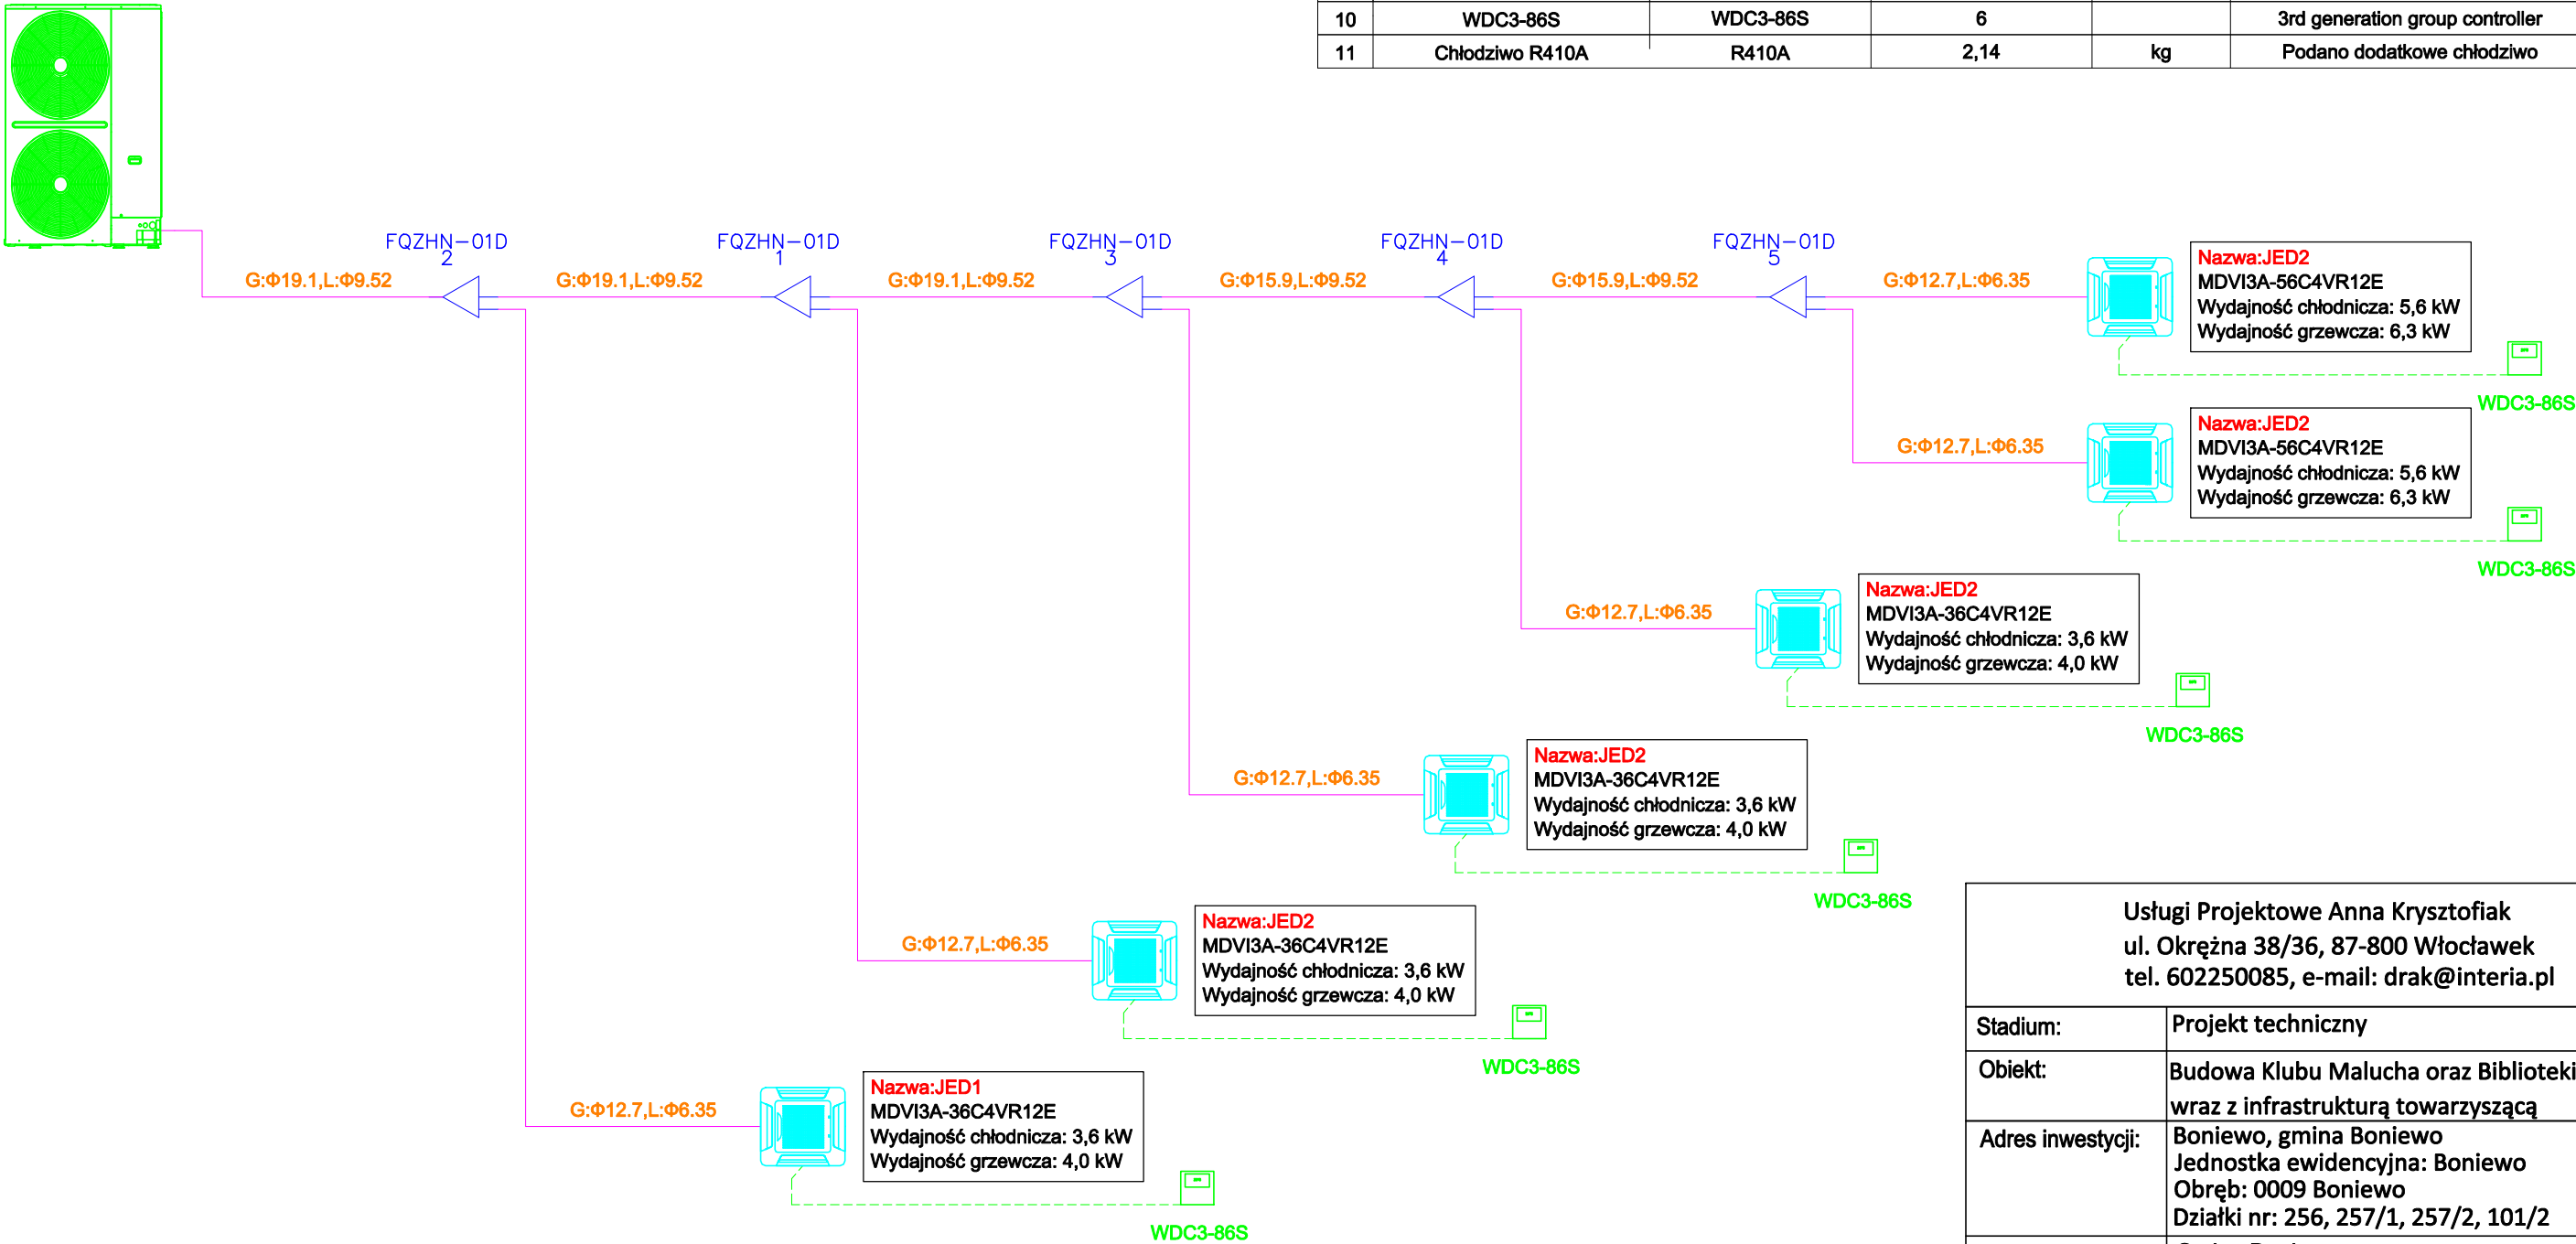 10 WDC3-86S WDC3-86S 6 3rd generation group controller
11 Chłodziwo R410A R410A 2,14 kg Podano dodatkowe chłodziwo
FQZHN-01D
2
FQZHN-01D
1
FQZHN-01D
3
FQZHN-01D
4
FQZHN-01D
5
G:Φ19.1,L:Φ9.52
G:Φ19.1,L:Φ9.52
G:Φ19.1,L:Φ9.52
G:Φ15.9,L:Φ9.52
G:Φ15.9,L:Φ9.52
G:Φ12.7,L:Φ6.35
Nazwa:JED2
MDVI3A-56C4VR12E
Wydajność chłodnicza: 5,6 kW
Wydajność grzewcza: 6,3 kW
WDC3-86S
G:Φ12.7,L:Φ6.35
Nazwa:JED2
MDVI3A-56C4VR12E
Wydajność chłodnicza: 5,6 kW
Wydajność grzewcza: 6,3 kW
WDC3-86S
G:Φ12.7,L:Φ6.35
Nazwa:JED2
MDVI3A-36C4VR12E
Wydajność chłodnicza: 3,6 kW
Wydajność grzewcza: 4,0 kW
WDC3-86S
G:Φ12.7,L:Φ6.35
Nazwa:JED2
MDVI3A-36C4VR12E
Wydajność chłodnicza: 3,6 kW
Wydajność grzewcza: 4,0 kW
WDC3-86S
G:Φ12.7,L:Φ6.35
Nazwa:JED2
MDVI3A-36C4VR12E
Wydajność chłodnicza: 3,6 kW
Wydajność grzewcza: 4,0 kW
WDC3-86S
G:Φ12.7,L:Φ6.35
Nazwa:JED1
MDVI3A-36C4VR12E
Wydajność chłodnicza: 3,6 kW
Wydajność grzewcza: 4,0 kW
WDC3-86S
Usługi Projektowe Anna Krysztofiak
ul. Okrężna 38/36, 87-800 Włocławek
tel. 602250085, e-mail: drak@interia.pl
Stadium: Projekt techniczny
Obiekt: Budowa Klubu Malucha oraz Biblioteki
wraz z infrastrukturą towarzyszącą
Adres inwestycji: Boniewo, gmina Boniewo
Jednostka ewidencyjna: Boniewo
Obręb: 0009 Boniewo
Działki nr: 256, 257/1, 257/2, 101/2